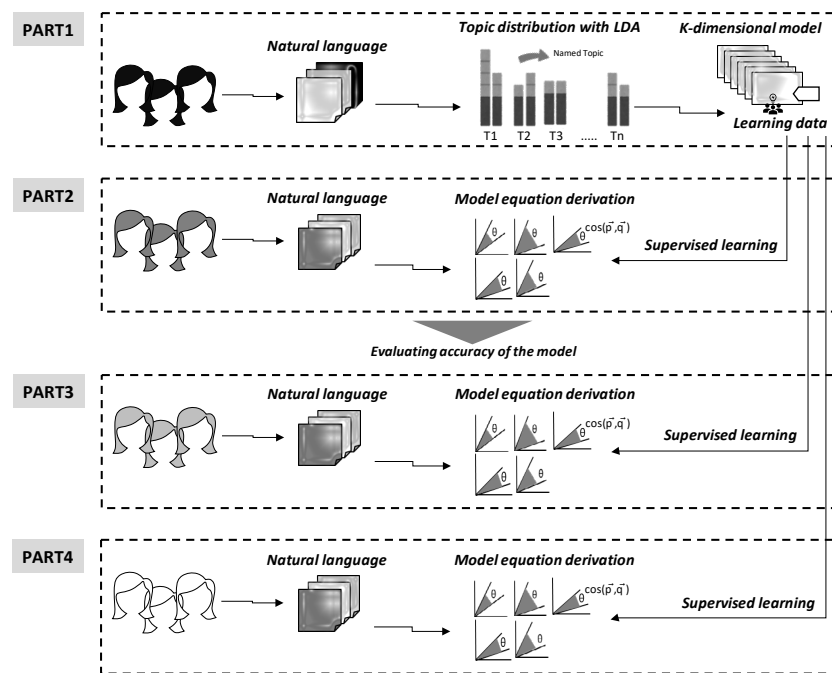 PART1
Natural language
Topic distribution with LDA
Named Topic
T1 T2 T3 ..... Tn
K-dimensional model
Learning data
PART2
Natural language
Model equation derivation
θ θ θ cos(p⃗,q⃗)
θ θ
Supervised learning
Evaluating accuracy of the model
PART3
Natural language
Model equation derivation
θ θ θ cos(p⃗,q⃗)
θ θ
Supervised learning
PART4
Natural language
Model equation derivation
θ θ θ cos(p⃗,q⃗)
θ θ
Supervised learning